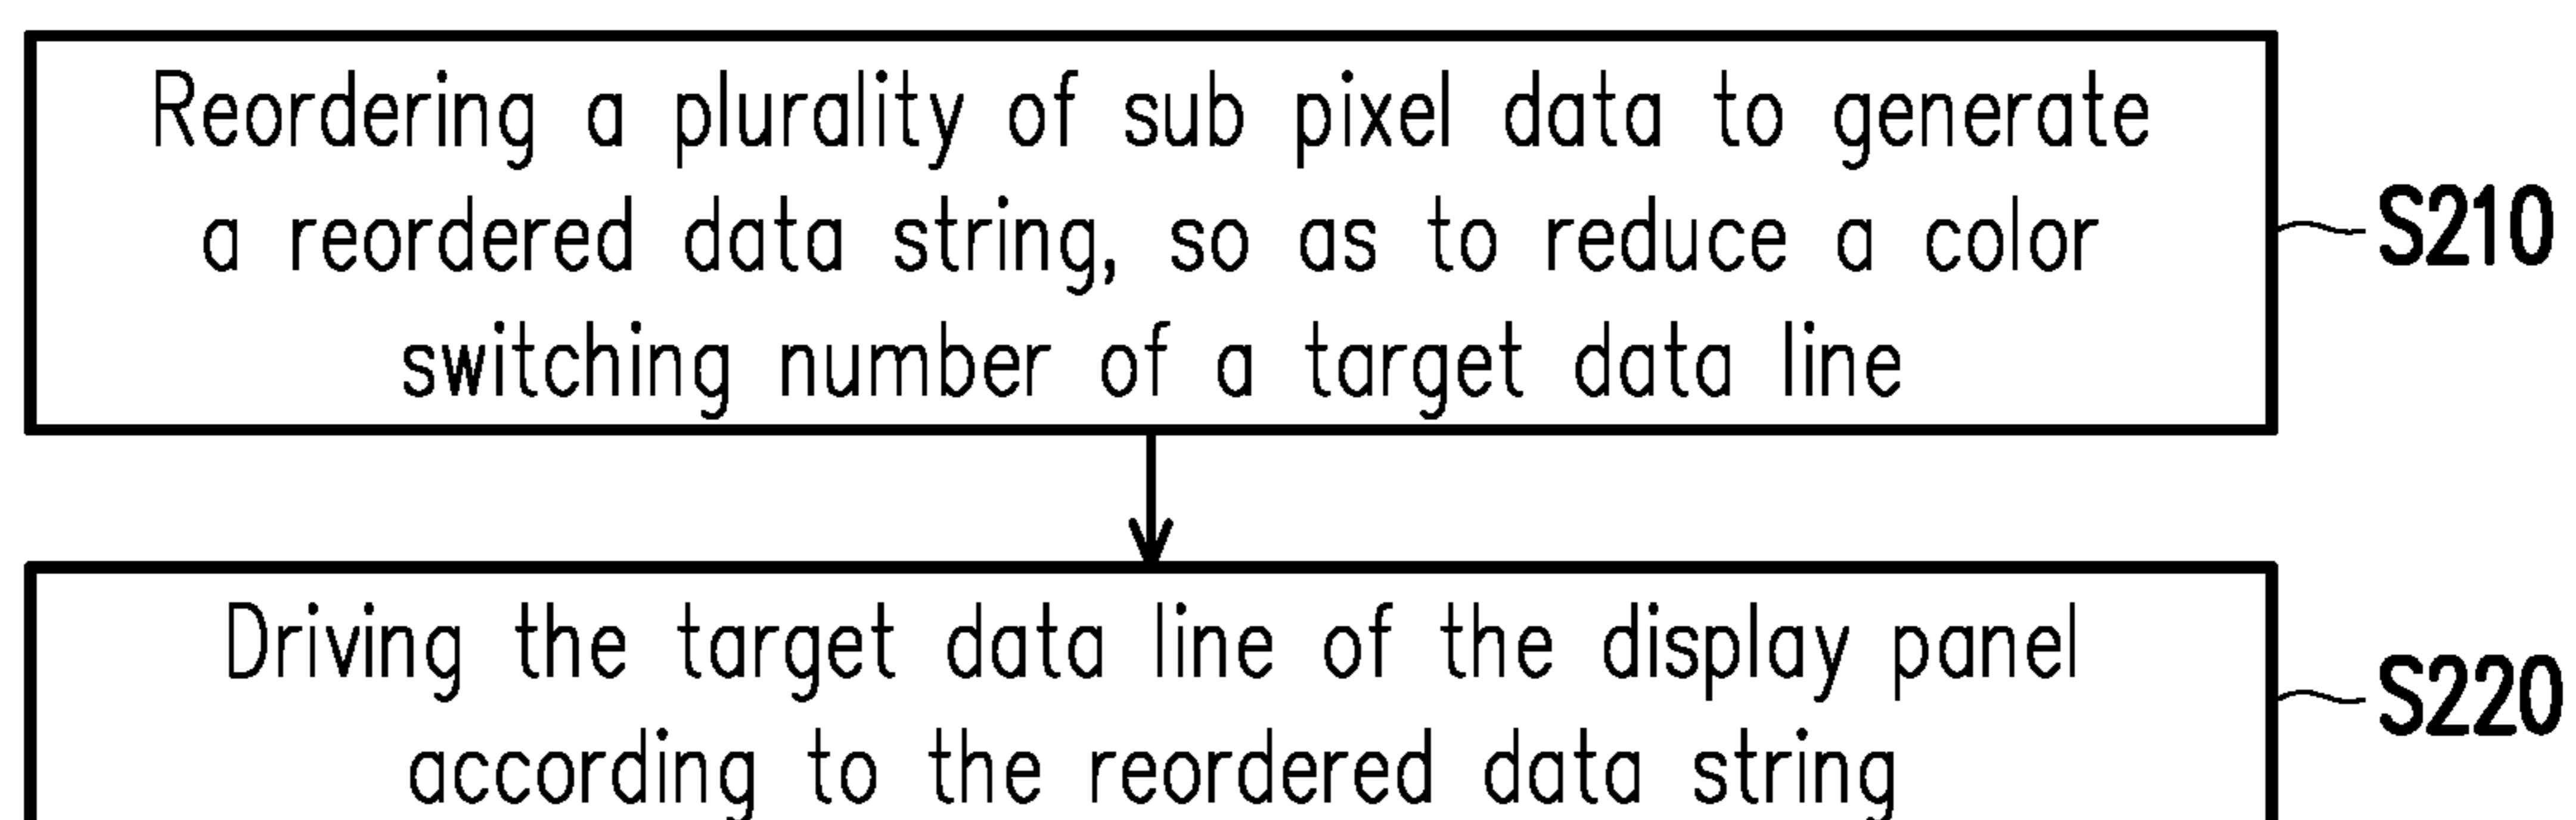 Reordering a plurality of sub pixel data to generate
a reordered data string, so as to reduce a color
switching number of a target data line
S210
Driving the target data line of the display panel
according to the reordered data string
S220